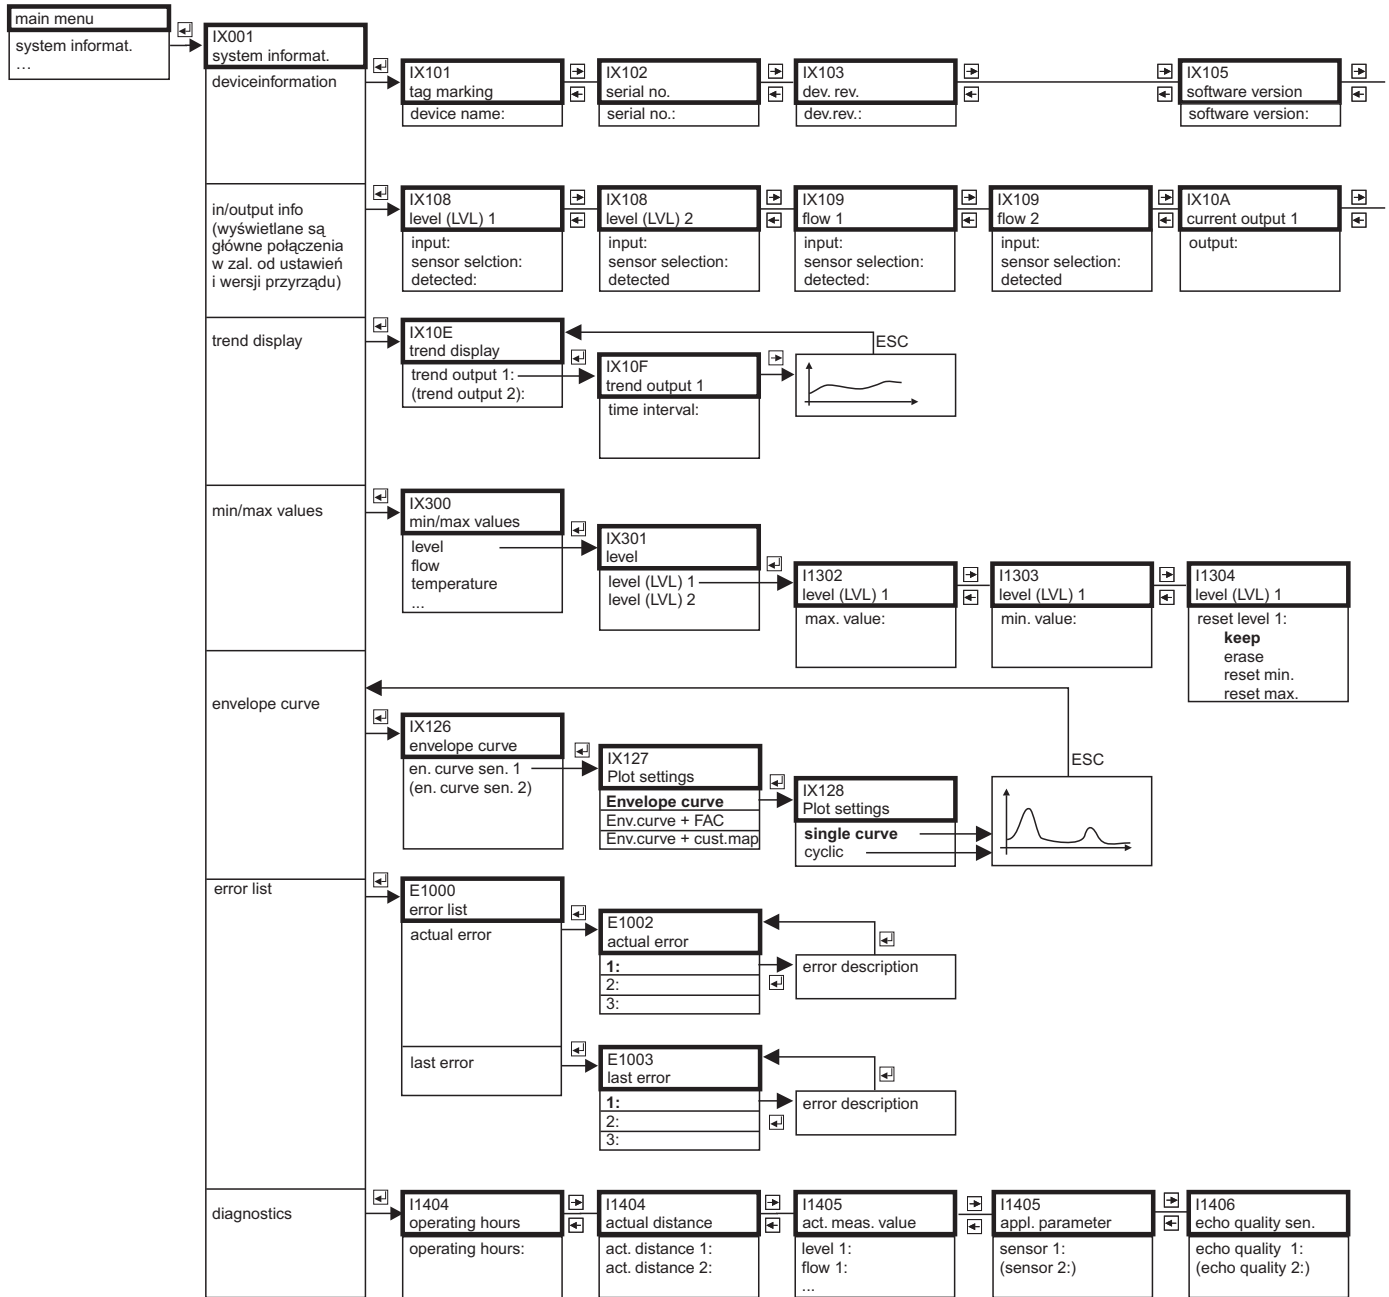 main menu
system informat.
...
IX001
system informat.
deviceinformation
IX101
tag marking
device name:
IX102
serial no.
serial no.:
IX103
dev. rev.
dev.rev.:
IX105
software version
software version:
in/output info
(wyświetlane są
główne połączenia
w zal. od ustawień
i wersji przyrządu)
IX108
level (LVL) 1
input:
sensor selction:
detected:
IX108
level (LVL) 2
input:
sensor selection:
detected
IX109
flow 1
input:
sensor selection:
detected:
IX109
flow 2
input:
sensor selection:
detected
IX10A
current output 1
output:
trend display
IX10E
trend display
trend output 1:
(trend output 2):
IX10F
trend output 1
time interval:
ESC
min/max values
IX300
min/max values
level
flow
temperature
...
IX301
level
level (LVL) 1
level (LVL) 2
I1302
level (LVL) 1
max. value:
I1303
level (LVL) 1
min. value:
I1304
level (LVL) 1
reset level 1:
keep
erase
reset min.
reset max.
envelope curve
IX126
envelope curve
en. curve sen. 1
(en. curve sen. 2)
IX127
Plot settings
Envelope curve
Env.curve + FAC
Env.curve + cust.map
IX128
Plot settings
single curve
cyclic
ESC
error list
E1000
error list
actual error
E1002
actual error
1:
2:
3:
error description
last error
E1003
last error
1:
2:
3:
error description
diagnostics
I1404
operating hours
operating hours:
I1404
actual distance
act. distance 1:
act. distance 2:
I1405
act. meas. value
level 1:
flow 1:
...
I1405
appl. parameter
sensor 1:
(sensor 2:)
I1406
echo quality sen.
echo quality 1:
(echo quality 2:)